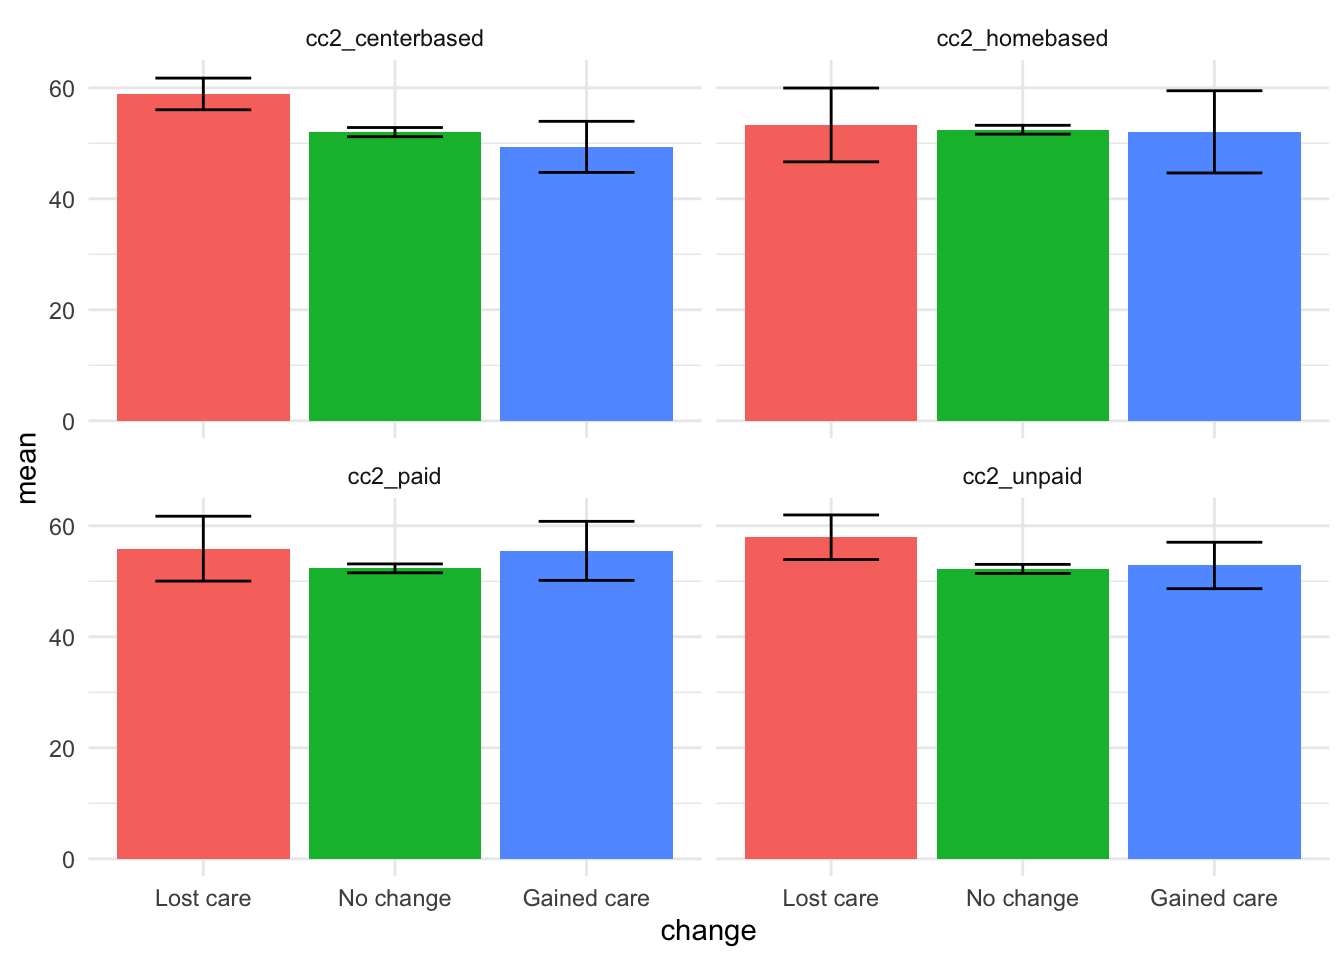 cc2_centerbased
cc2_homebased
60
40
20
0
cc2_paid
cc2_unpaid
60
40
20
0
mean
Lost care
No change
Gained care
Lost care
No change
Gained care
change